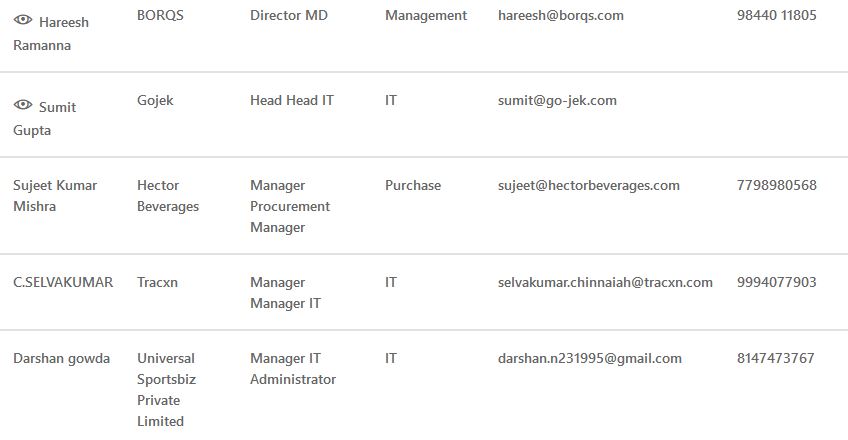 Hareesh Ramanna BORQS Director MD Management hareesh@borqs.com 98440 11805
Sumit Gupta Gojek Head Head IT IT sumit@go-jek.com
Sujeet Kumar Mishra Hector Beverages Manager Procurement Manager Purchase sujeet@hectorbeverages.com 7798980568
C.SELVAKUMAR Tracxn Manager Manager IT IT selvakumar.chinnaiah@tracxn.com 9994077903
Darshan gowda Universal Sportsbiz Private Limited Manager IT Administrator IT darshan.n231995@gmail.com 8147473767